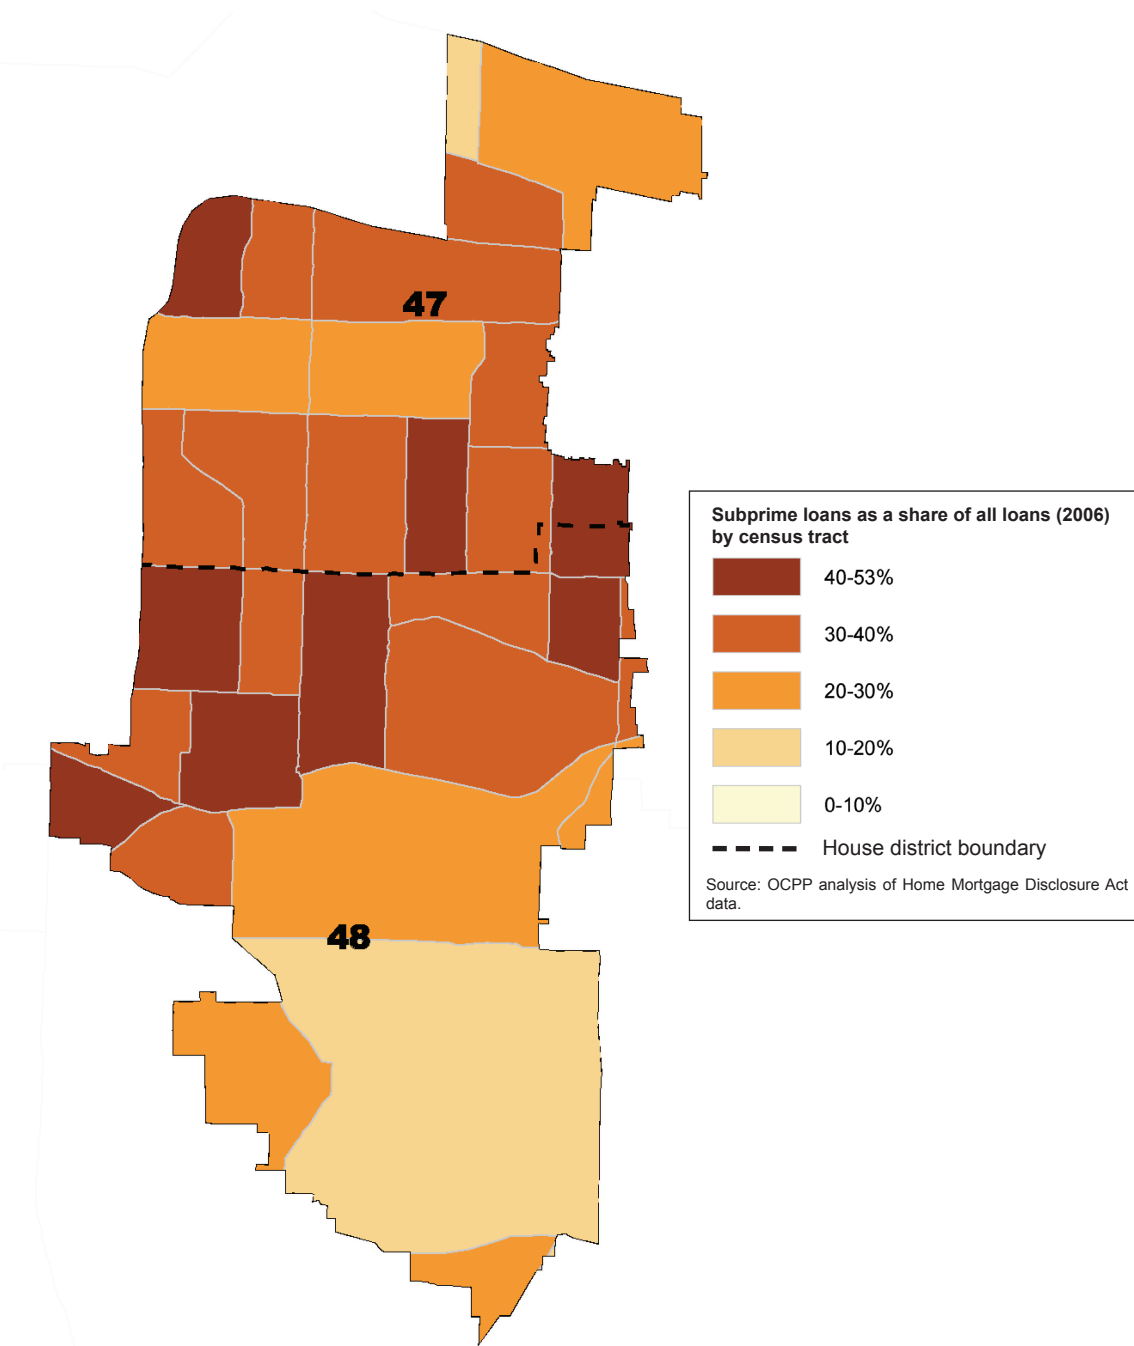 47
Subprime loans as a share of all loans (2006)
by census tract
40-53%
30-40%
20-30%
10-20%
0-10%
House district boundary
Source: OCPP analysis of Home Mortgage Disclosure Act
data.
48